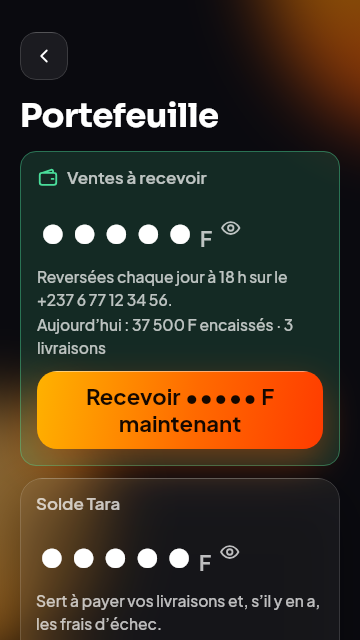 Portefeuille
Ventes à recevoir
●●●●● F
Reversées chaque jour à 18 h sur le
+237 6 77 12 34 56.
Aujourd’hui : 37 500 F encaissés · 3
livraisons
Recevoir ●●●●● F
maintenant
Solde Tara
●●●●● F
Sert à payer vos livraisons et, s’il y en a,
les frais d’échec.